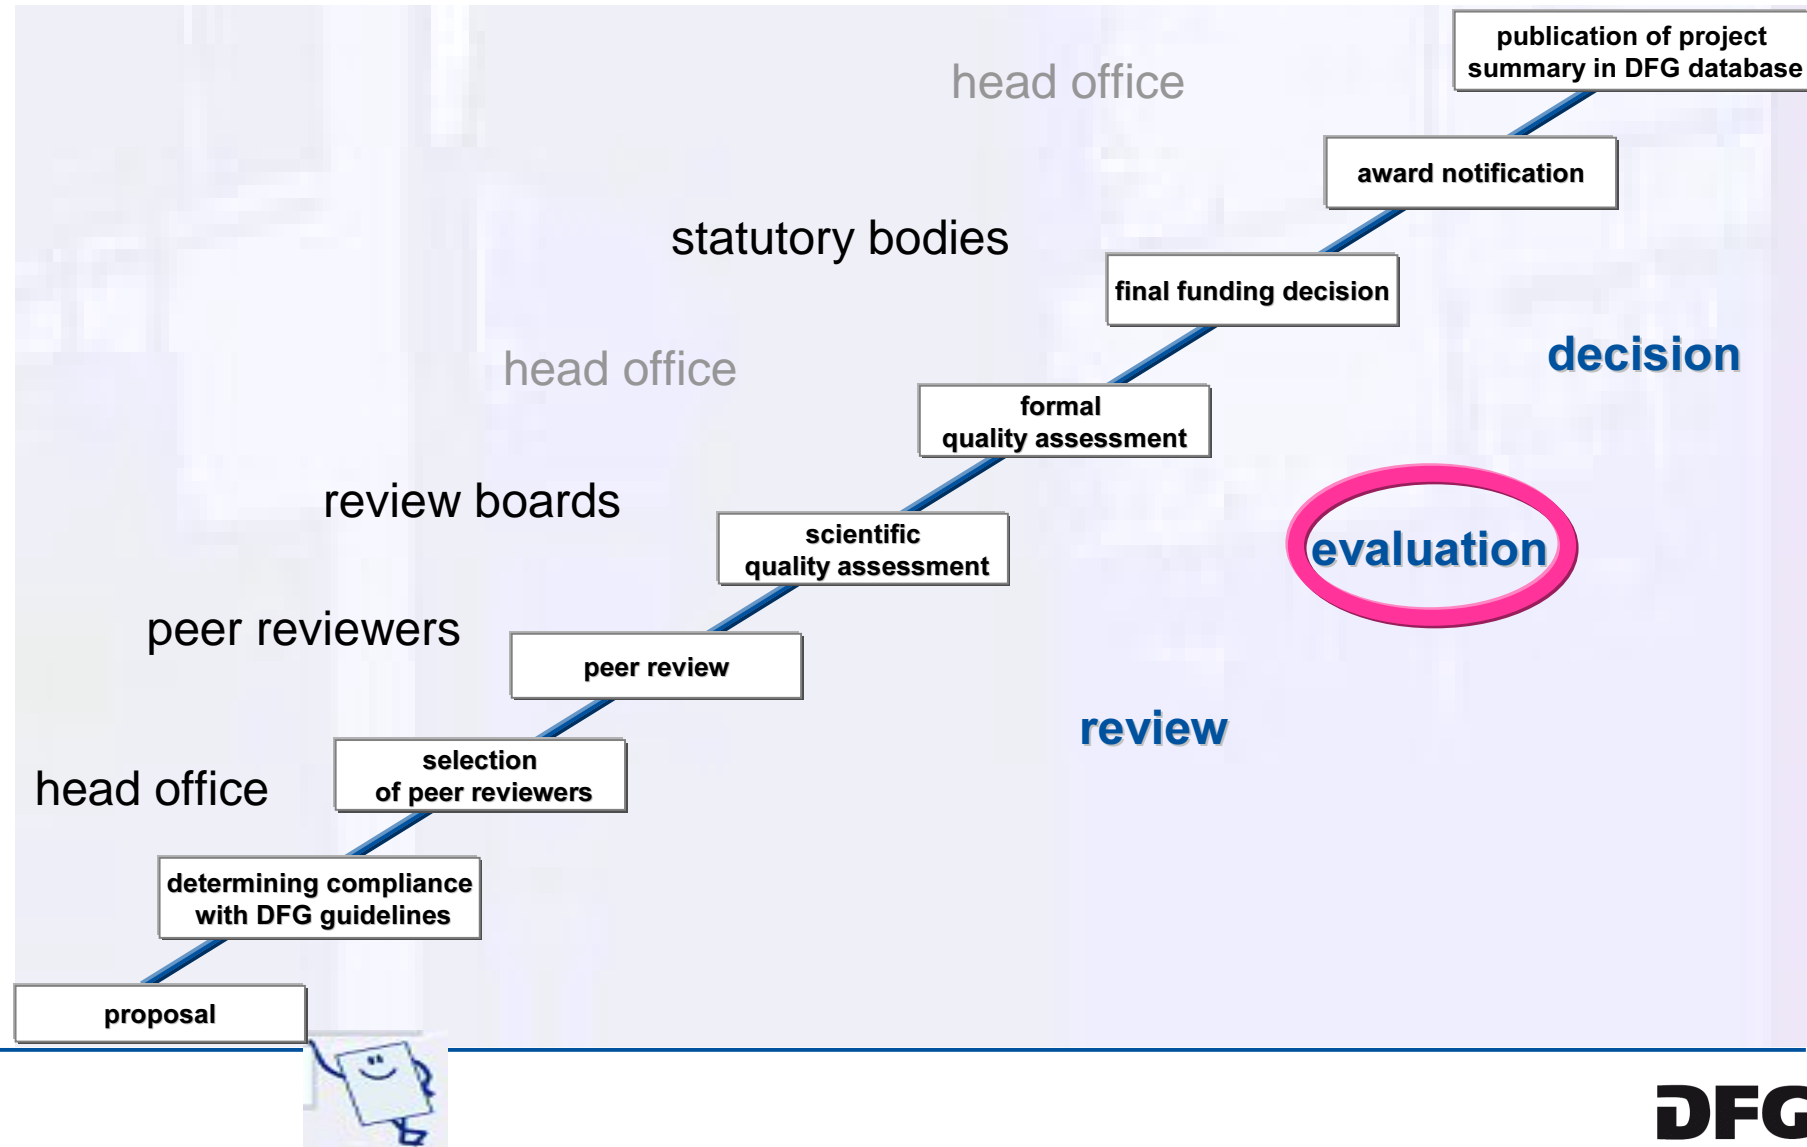 publication of project
summary in DFG database
head office
award notification
statutory bodies
final funding decision
decision
head office
formal
quality assessment
review boards
scientific
quality assessment
evaluation
peer reviewers
peer review
review
selection
of peer reviewers
head office
determining compliance
with DFG guidelines
proposal
DFG